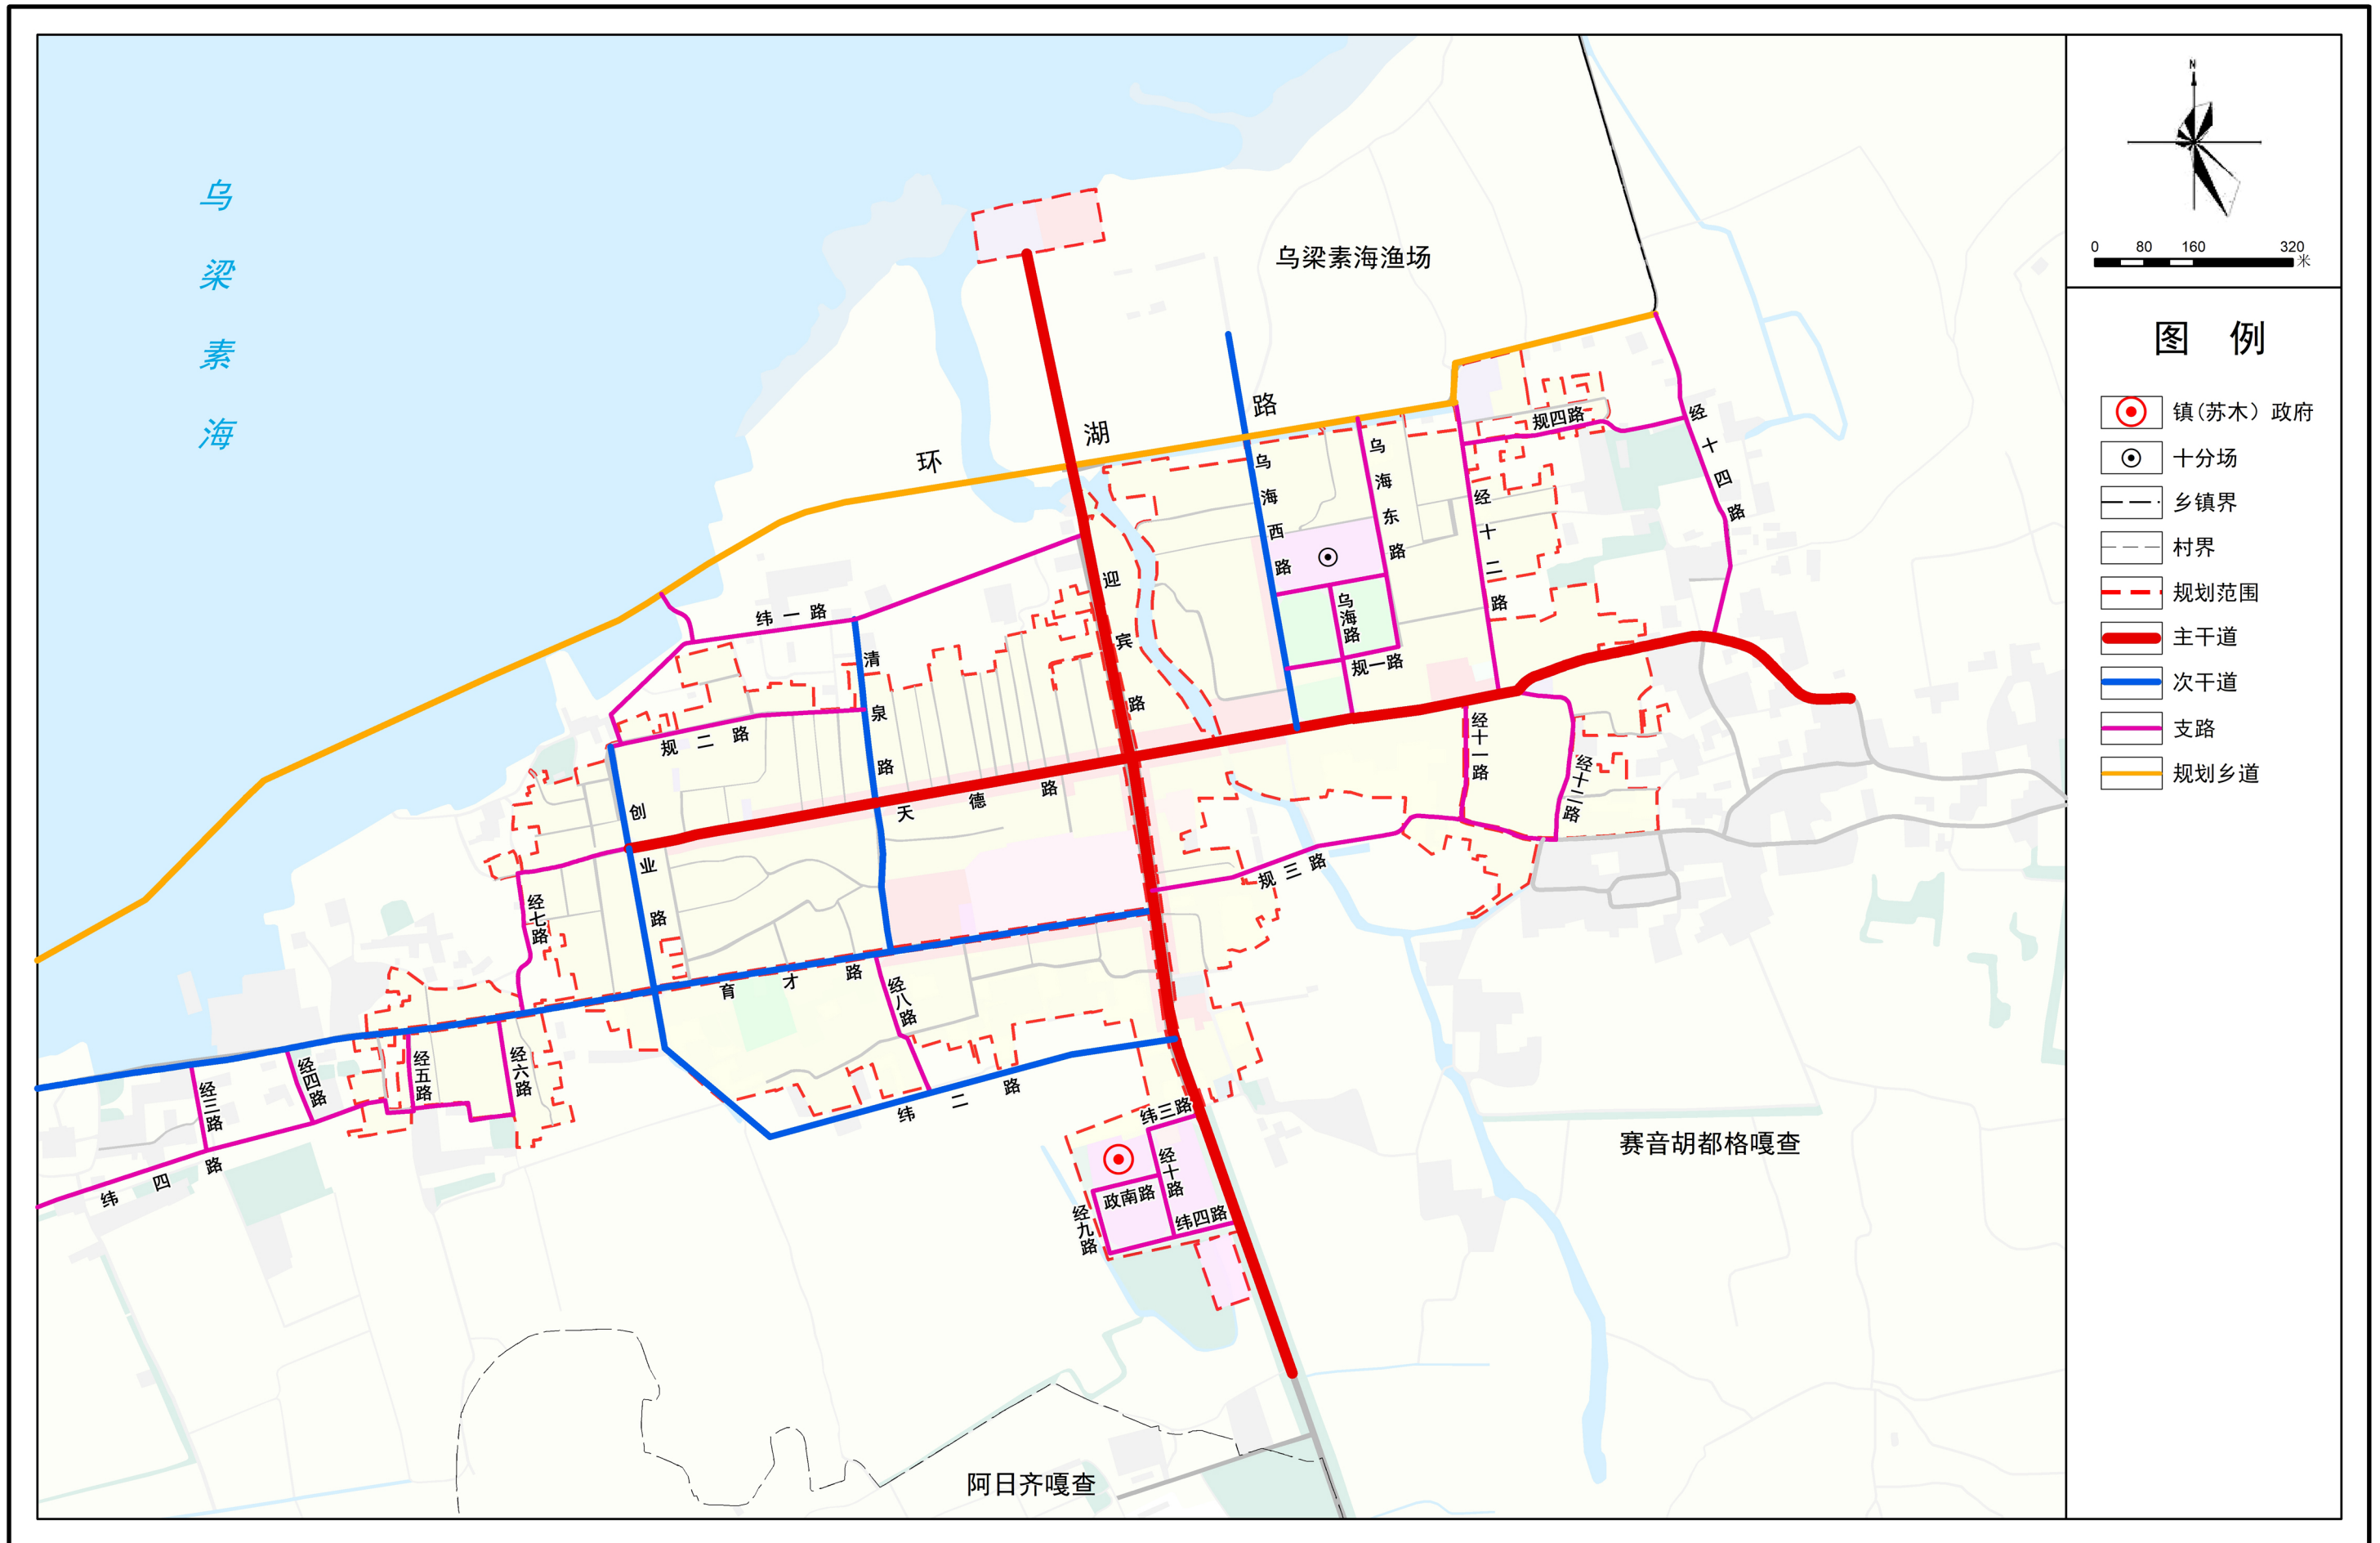 乌梁素海
乌梁素海渔场
环湖路
乌海西路
乌海东路
乌海路
规一路
规四路
经十二路
经十四路
纬一路
清泉路
迎宾路
规二路
创业路
天德路
经十一路
经十二路
规三路
经七路
育才路
经八路
经三路
经四路
经五路
经六路
纬四路
纬二路
纬三路
经十路
政南路
经九路
纬四路
赛音胡都格嘎查
阿日齐嘎查
N
0 80 160 320
米
图 例
镇(苏木）政府
十分场
乡镇界
村界
规划范围
主干道
次干道
支路
规划乡道